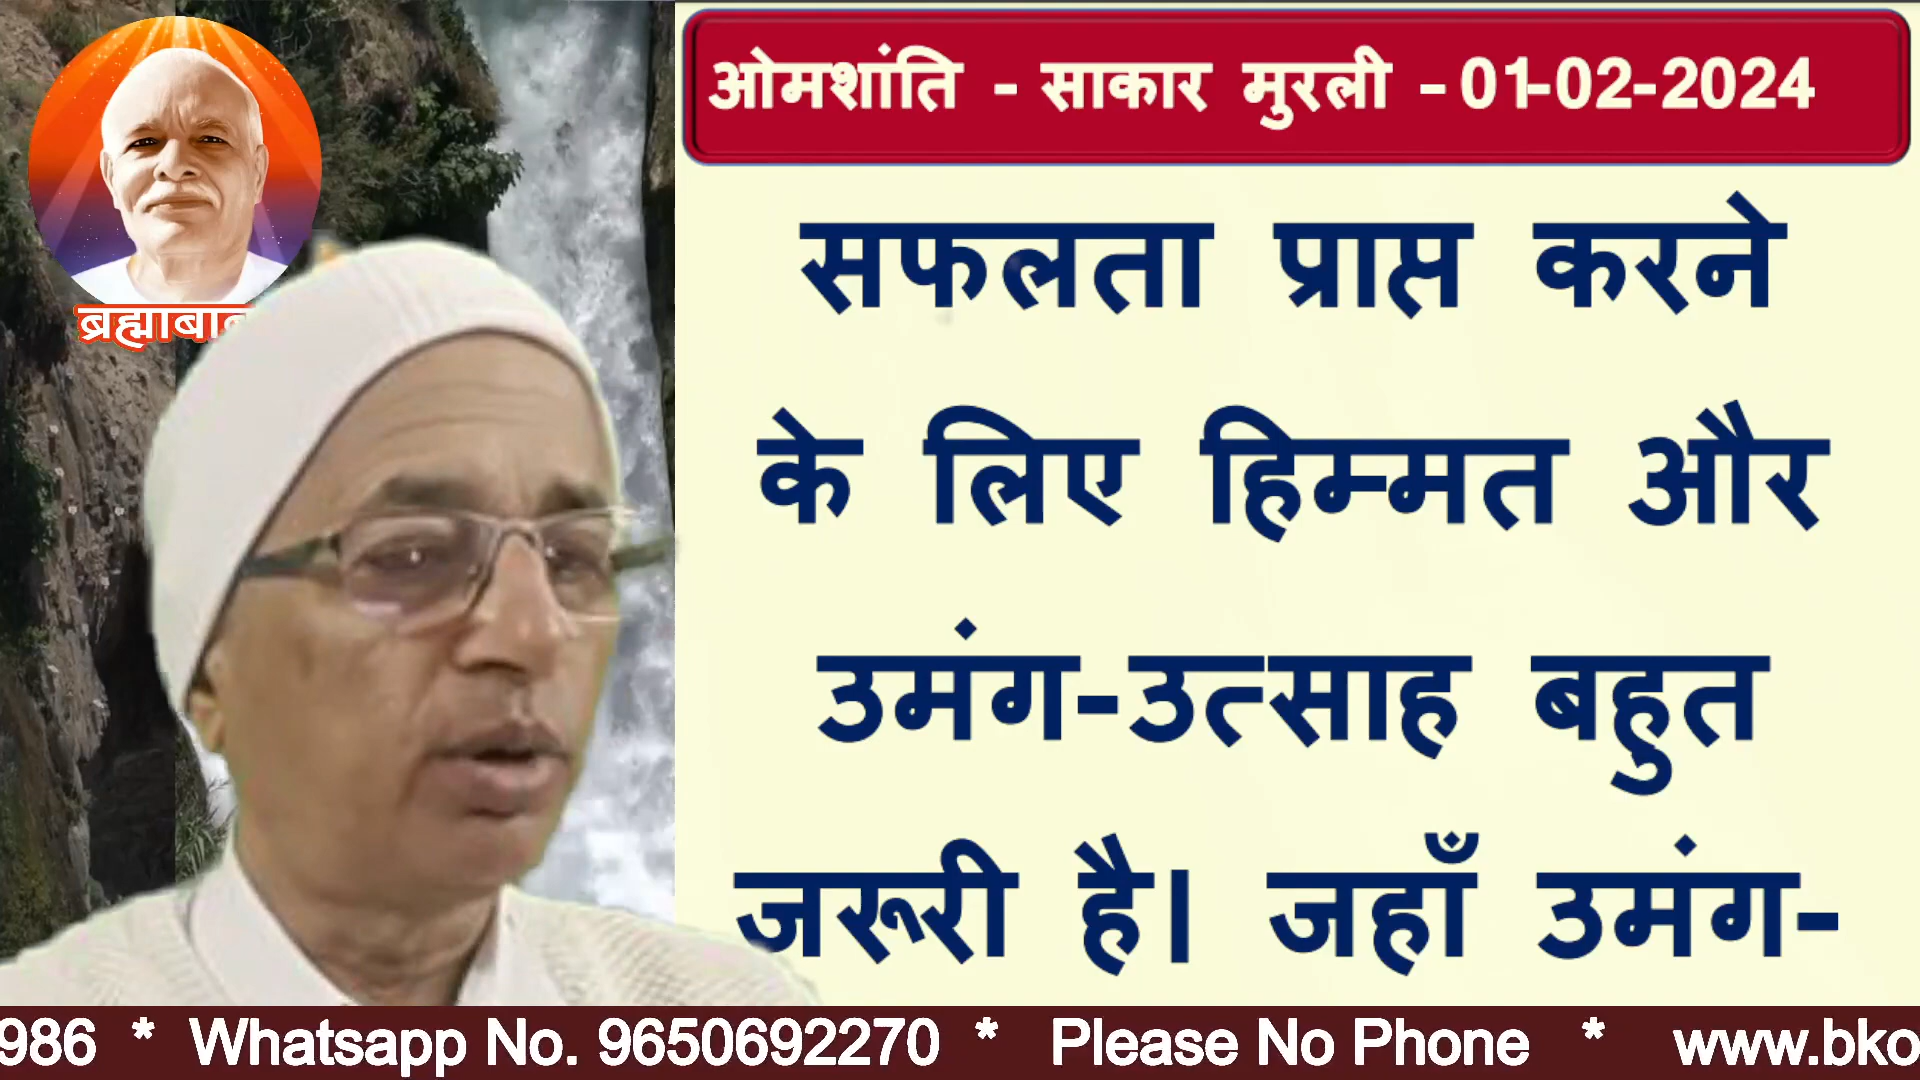 ओमशांति - साकार मुरली - 01-02-2024
सफलता प्राप्त करने
के लिए हिम्मत और
उमंग-उत्साह बहुत
जरूरी है। जहाँ उमंग-
986 * Whatsapp No. 9650692270 * Please No Phone * www.bko